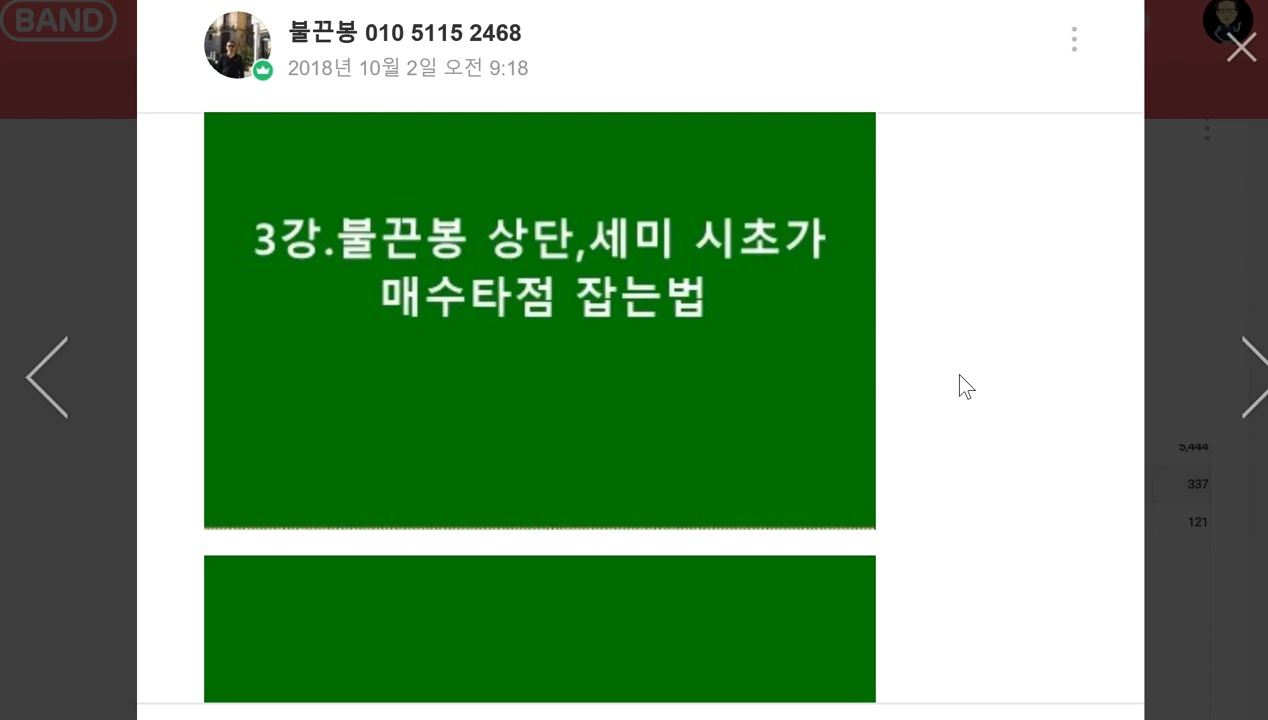 BAND
불끈봉 010 5115 2468
2018년 10월 2일 오전 9:18
3강.불끈봉 상단,세미 시초가
매수타점 잡는법
5,444
337
121